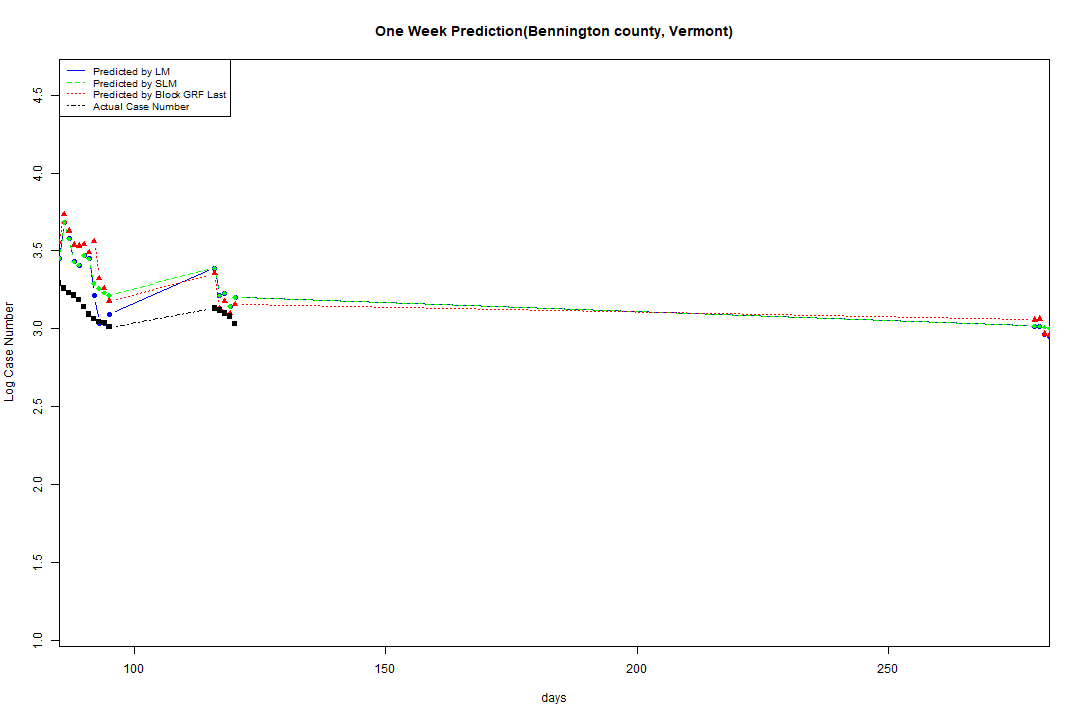 One Week Prediction(Bennington county, Vermont)
Predicted by LM
Predicted by SLM
Predicted by Block GRF Last
Actual Case Number
4.5
4.0
3.5
3.0
2.5
2.0
1.5
1.0
Log Case Number
100 150 200 250
days